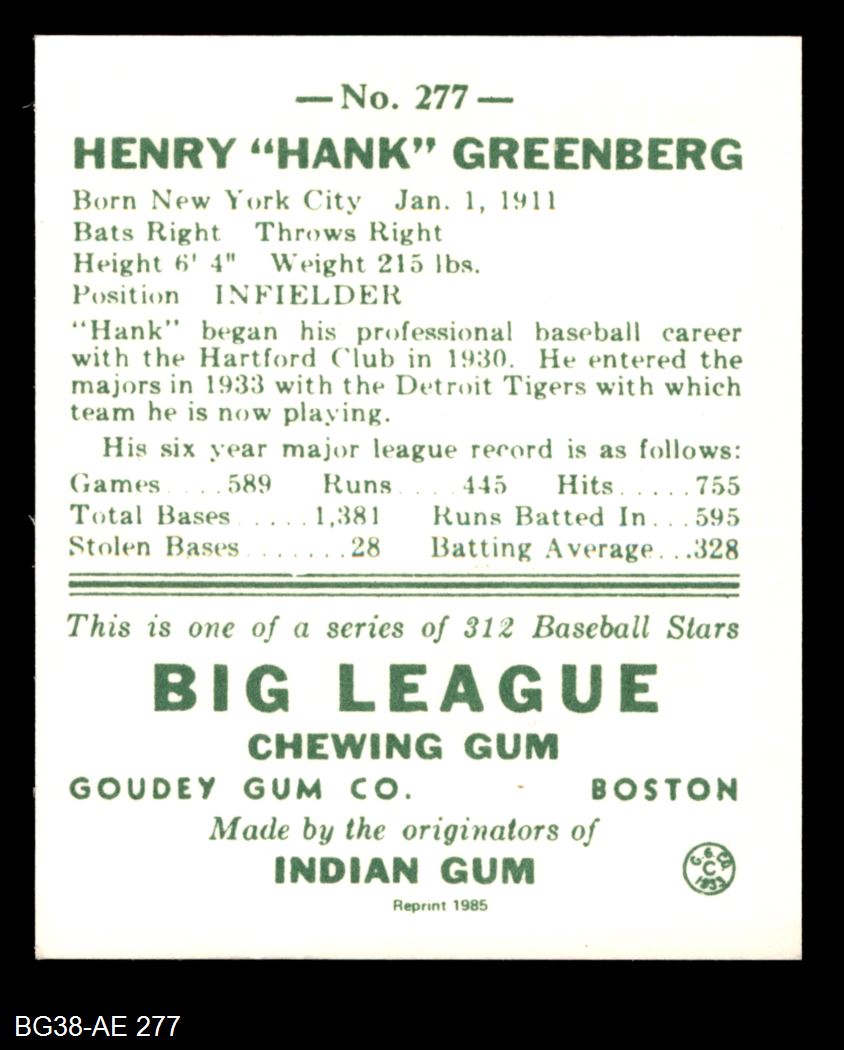 — No. 277 —
HENRY “HANK” GREENBERG
Born New York City Jan. 1, 1911
Bats Right Throws Right
Height 6' 4" Weight 215 lbs.
Position INFIELDER
“Hank” began his professional baseball career
with the Hartford Club in 1930. He entered the
majors in 1933 with the Detroit Tigers with which
team he is now playing.
His six year major league record is as follows:
Games ....589 Runs ....445 Hits.....755
Total Bases .....1,381 Runs Batted In...595
Stolen Bases .......28 Batting Average...328
This is one of a series of 312 Baseball Stars
BIG LEAGUE
CHEWING GUM
GOUDEY GUM CO. BOSTON
Made by the originators of
INDIAN GUM
G. G. CO.
C
1933
Reprint 1985
BG38-AE 277